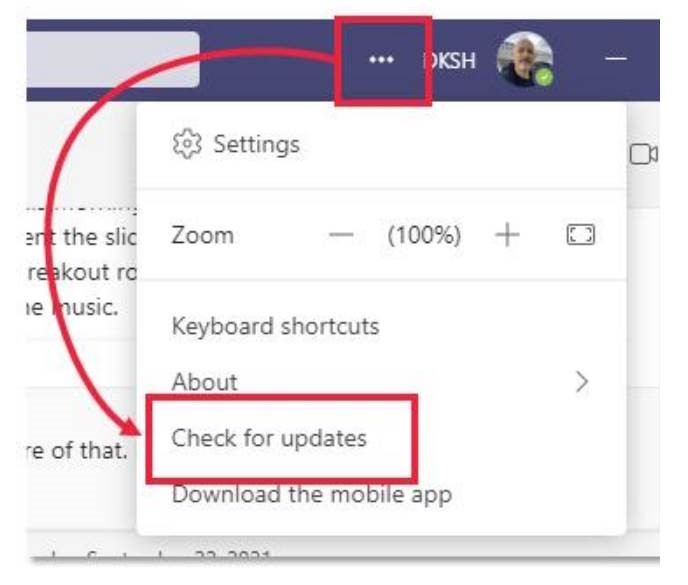 DKSH
Settings
ent the slic
Zoom — (100%) +
reakout ro
ne music.
Keyboard shortcuts
About
Check for updates
re of that.
Download the mobile app